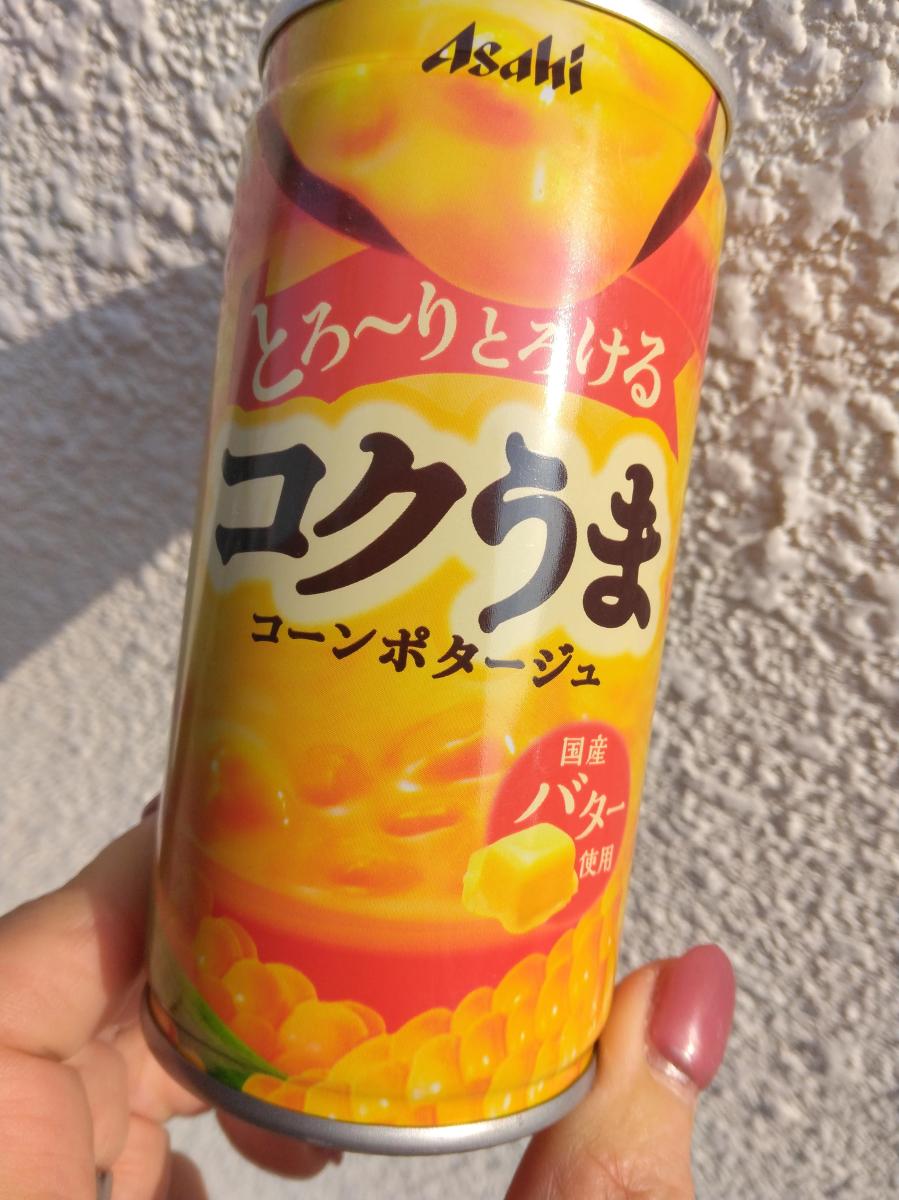 Asahi
とろ〜りとろける
コクうま
コーンポタージュ
国産
バター
使用